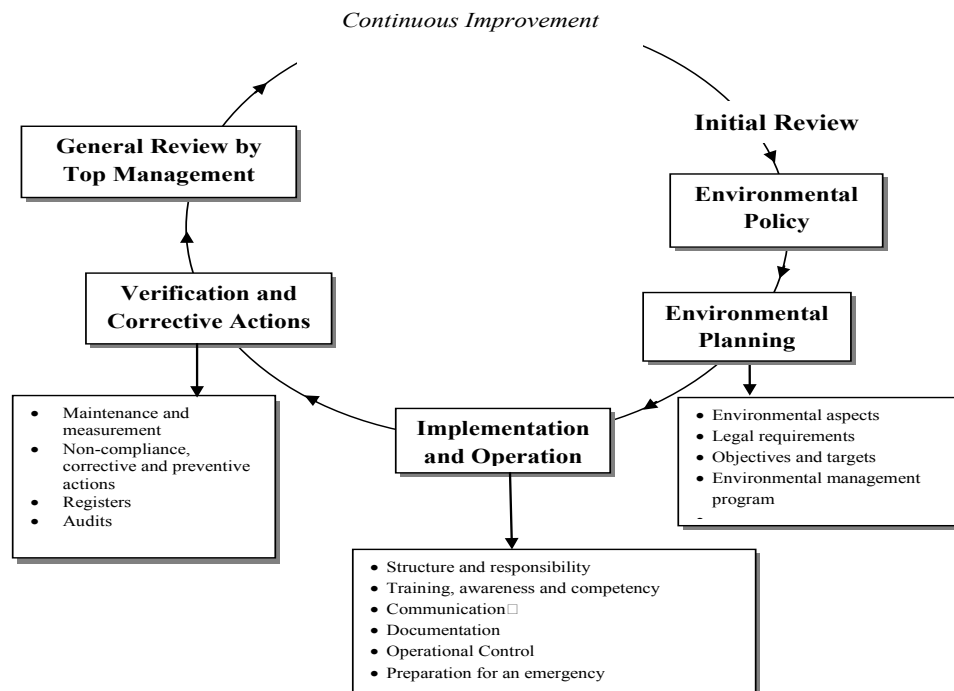 Continuous Improvement
Initial Review
General Review by
Top Management
Environmental
Policy
Verification and
Corrective Actions
Environmental
Planning
Implementation
and Operation
• Maintenance and
measurement
• Non-compliance,
corrective and preventive
actions
• Registers
• Audits
• Environmental aspects
• Legal requirements
• Objectives and targets
• Environmental management
program
• Structure and responsibility
• Training, awareness and competency
• Communication□
• Documentation
• Operational Control
• Preparation for an emergency